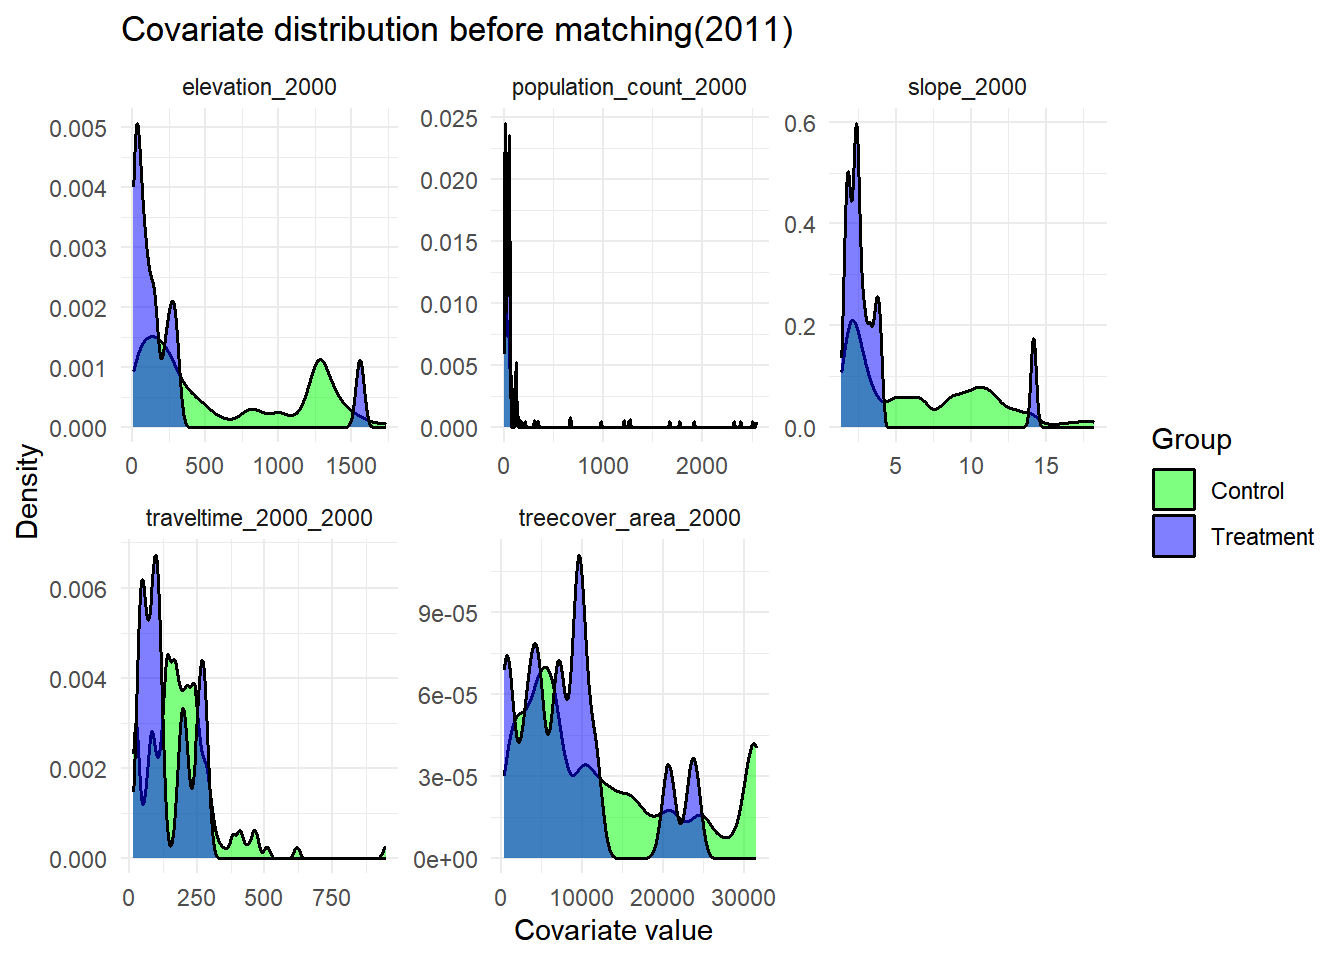 Covariate distribution before matching(2011)
elevation_2000
population_count_2000
slope_2000
0.005
0.004
0.003
0.002
0.001
0.000
0 500 1000 1500
0.025
0.020
0.015
0.010
0.005
0.000
0 1000 2000
0.6
0.4
0.2
0.0
5 10 15
Density
traveltime_2000_2000
treecover_area_2000
0.006
0.004
0.002
0.000
0 250 500 750
9e-05
6e-05
3e-05
0e+00
0 10000 20000 30000
Covariate value
Group
Control
Treatment